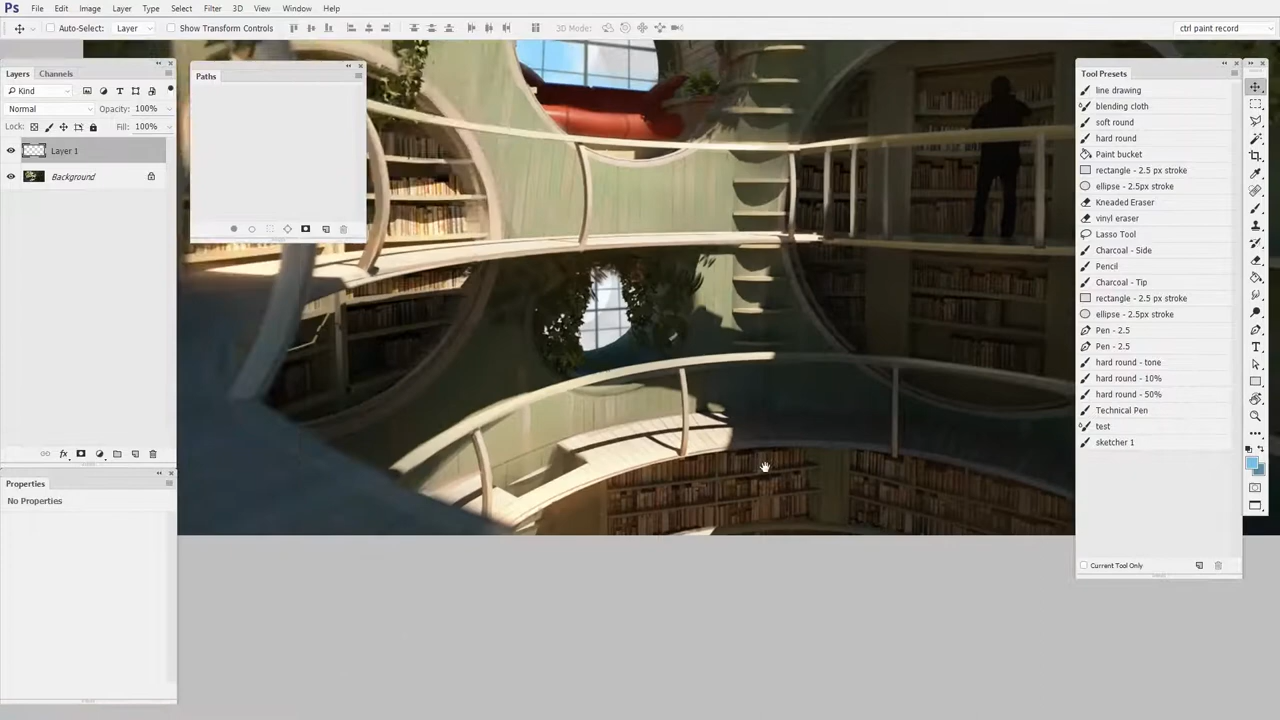 Ps File Edit Image Layer Type Select Filter 3D View Window Help
Auto-Select: Layer Show Transform Controls 3D Mode: ctrl paint record
Layers Channels
Kind
Normal Opacity: 100%
Lock: Fill: 100%
Layer 1
Background
fx
Properties
No Properties
Paths
Tool Presets
line drawing
blending cloth
soft round
hard round
Paint bucket
rectangle - 2.5 px stroke
ellipse - 2.5px stroke
Kneaded Eraser
vinyl eraser
Lasso Tool
Charcoal - Side
Pencil
Charcoal - Tip
rectangle - 2.5 px stroke
ellipse - 2.5px stroke
Pen - 2.5
Pen - 2.5
hard round - tone
hard round - 10%
hard round - 50%
Technical Pen
test
sketcher 1
Current Tool Only